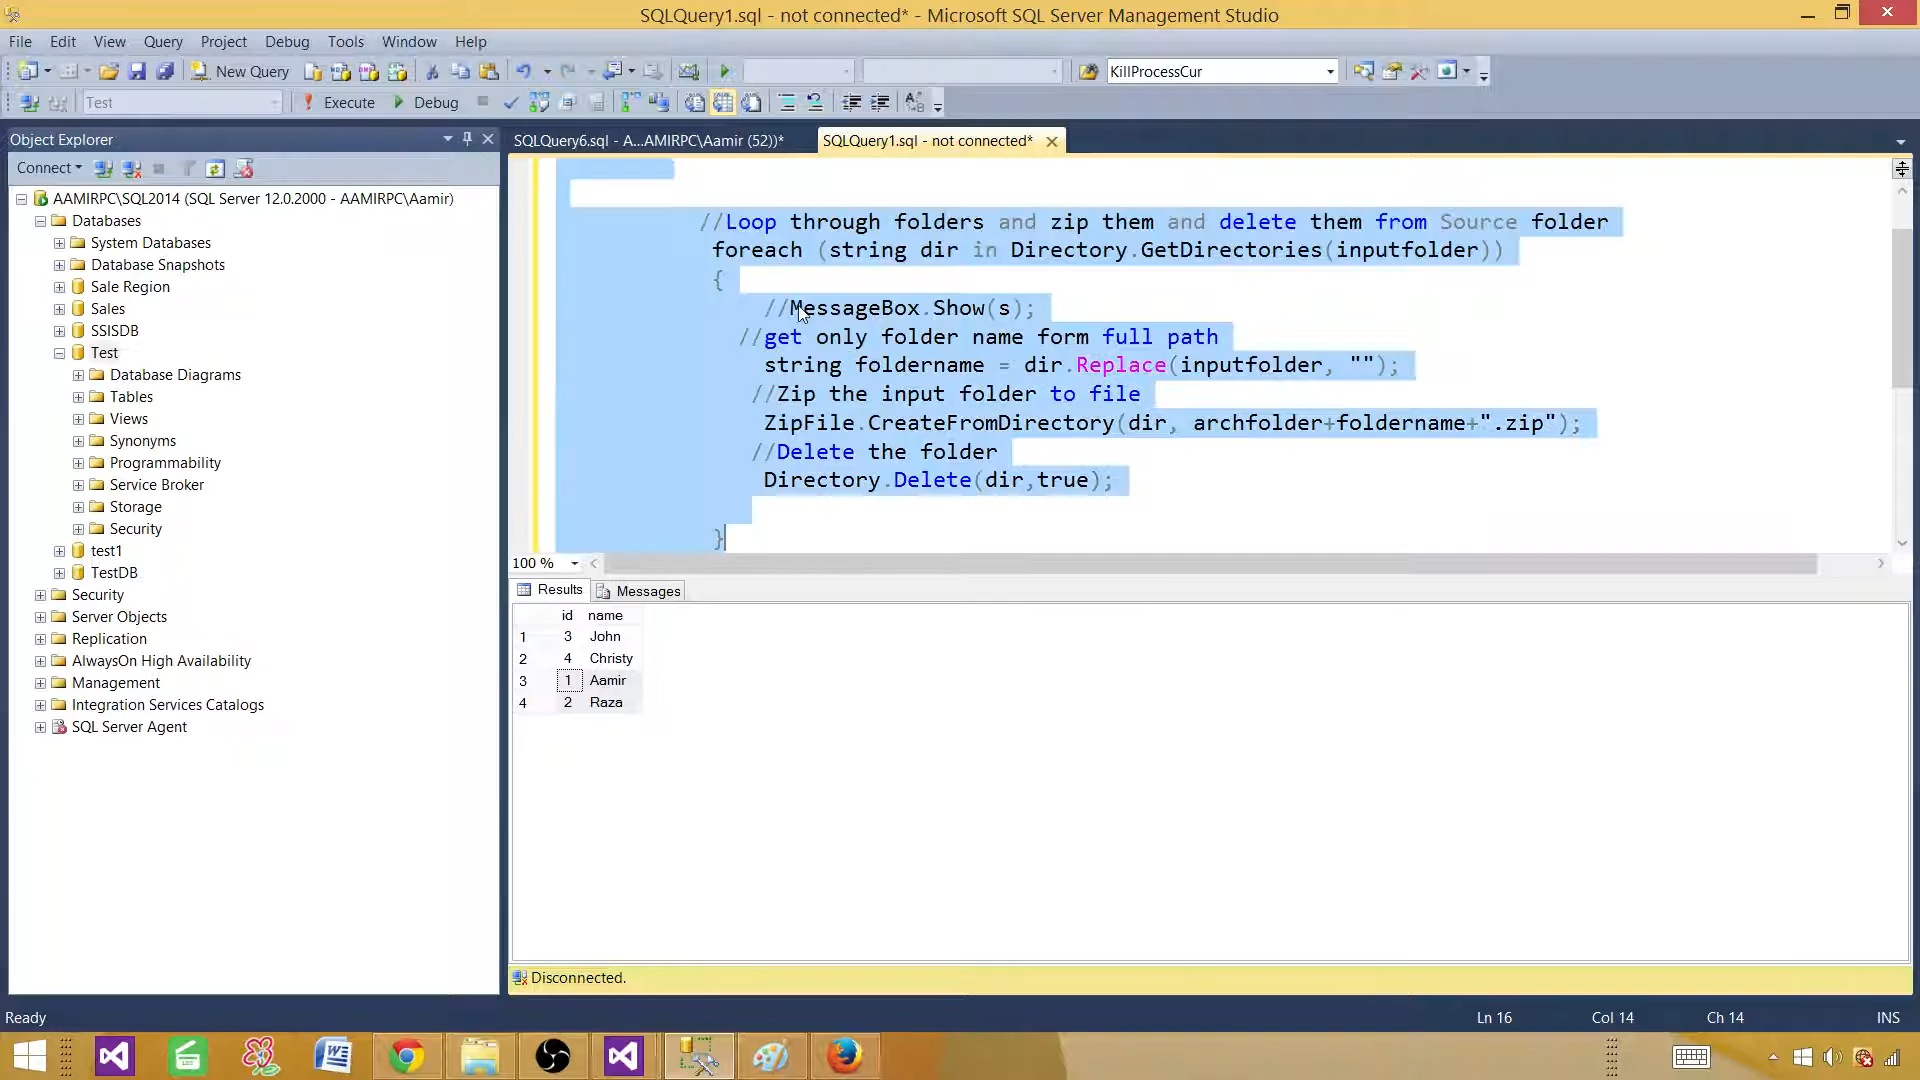 SQLQuery1.sql - not connected* - Microsoft SQL Server Management Studio
File Edit View Query Project Debug Tools Window Help
New Query KillProcessCur
Test Execute Debug
Object Explorer
SQLQuery6.sql - A...AMIRPC\Aamir (52))* SQLQuery1.sql - not connected*
Connect
AAMIRPC\SQL2014 (SQL Server 12.0.2000 - AAMIRPC\Aamir)
Databases
System Databases
Database Snapshots
Sale Region
Sales
SSISDB
Test
Database Diagrams
Tables
Views
Synonyms
Programmability
Service Broker
Storage
Security
test1
TestDB
Security
Server Objects
Replication
AlwaysOn High Availability
Management
Integration Services Catalogs
SQL Server Agent
//Loop through folders and zip them and delete them from Source folder
foreach (string dir in Directory.GetDirectories(inputfolder))
{
//MessageBox.Show(s);
//get only folder name form full path
string foldername = dir.Replace(inputfolder, "");
//Zip the input folder to file
ZipFile.CreateFromDirectory(dir, archfolder+foldername+".zip");
//Delete the folder
Directory.Delete(dir,true);
}
100 %
Results Messages
id name
1 3 John
2 4 Christy
3 1 Aamir
4 2 Raza
Disconnected.
Ready Ln 16 Col 14 Ch 14 INS